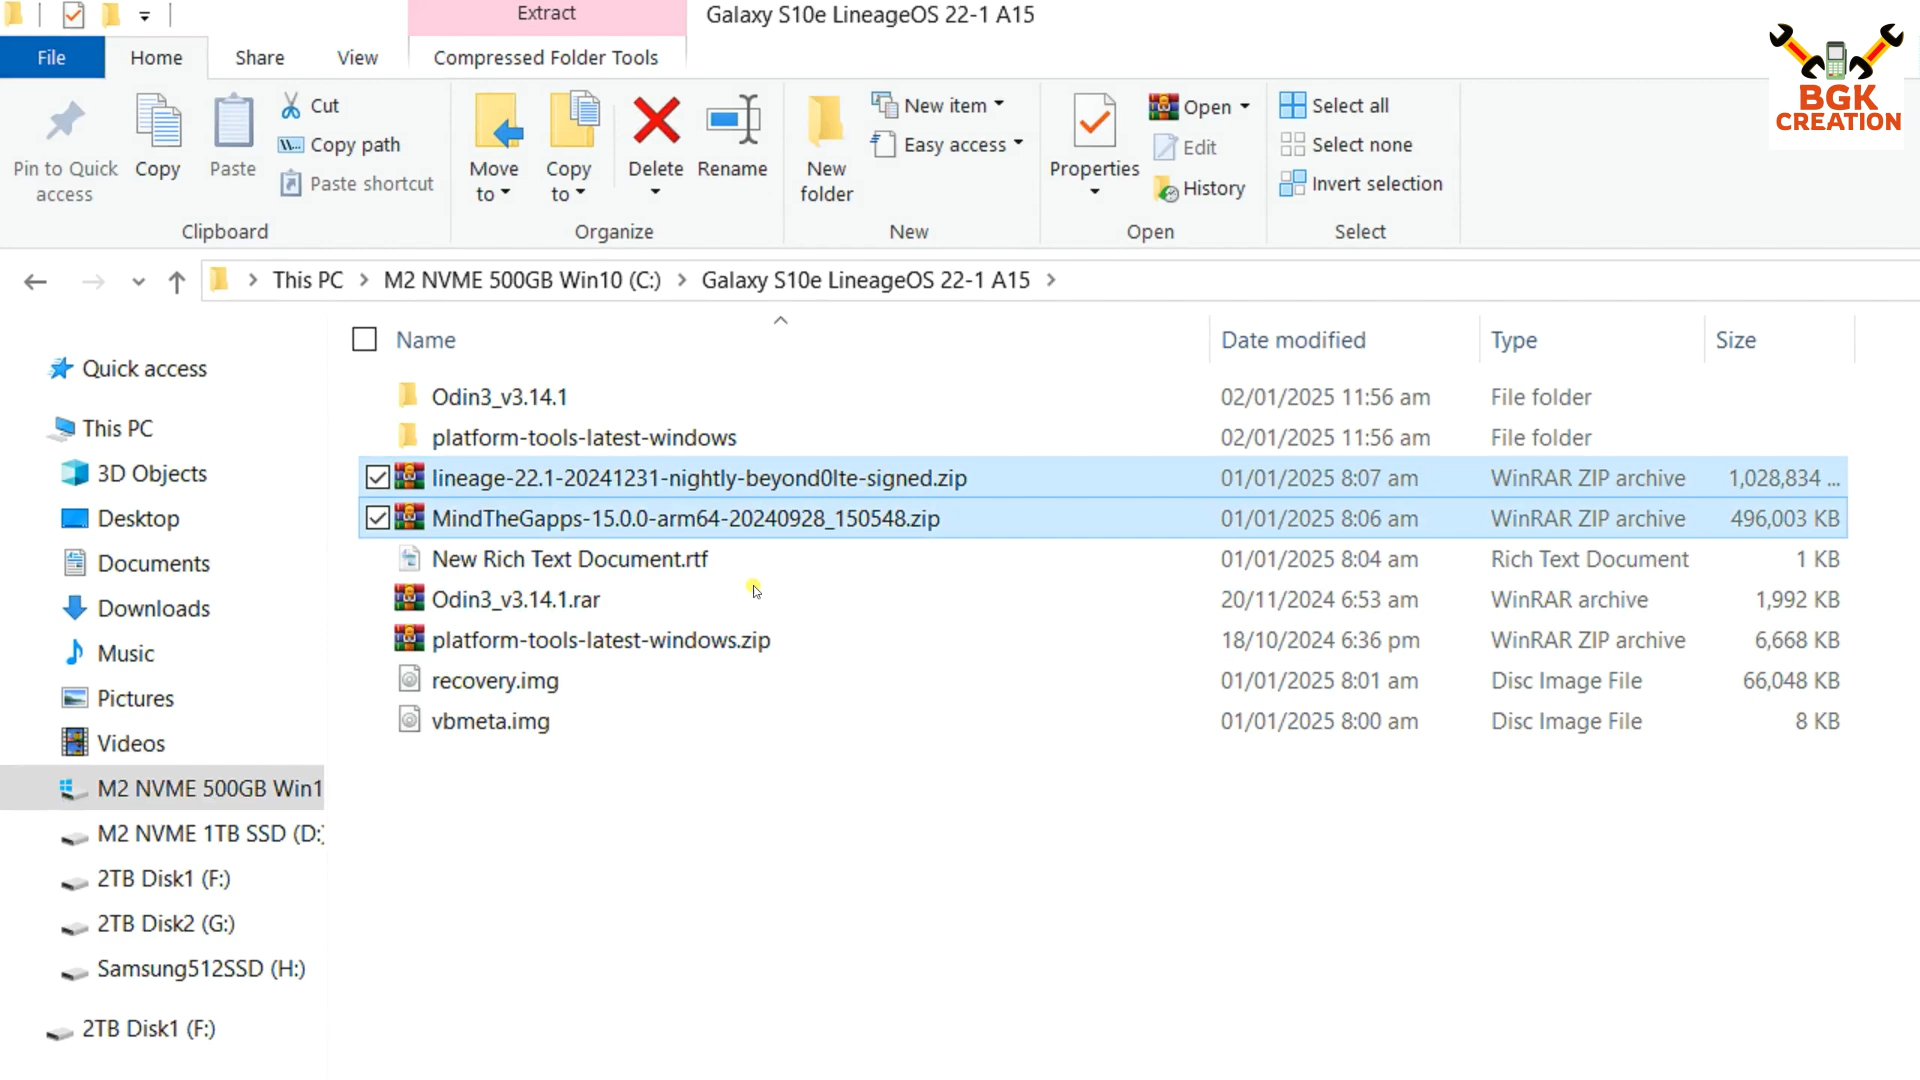 Extract
Galaxy S10e LineageOS 22-1 A15
File
Home
Share
View
Compressed Folder Tools
Pin to Quick access
Copy
Paste
Cut
Copy path
Paste shortcut
Clipboard
Move to
Copy to
Delete
Rename
Organize
New folder
New item
Easy access
New
Properties
Open
Edit
History
Open
Select all
Select none
Invert selection
Select
BGK
CREATION
This PC
M2 NVME 500GB Win10 (C:)
Galaxy S10e LineageOS 22-1 A15
Name Date modified Type Size
Odin3_v3.14.1 02/01/2025 11:56 am File folder
platform-tools-latest-windows 02/01/2025 11:56 am File folder
lineage-22.1-20241231-nightly-beyond0lte-signed.zip 01/01/2025 8:07 am WinRAR ZIP archive 1,028,834 ...
MindTheGapps-15.0.0-arm64-20240928_150548.zip 01/01/2025 8:06 am WinRAR ZIP archive 496,003 KB
New Rich Text Document.rtf 01/01/2025 8:04 am Rich Text Document 1 KB
Odin3_v3.14.1.rar 20/11/2024 6:53 am WinRAR archive 1,992 KB
platform-tools-latest-windows.zip 18/10/2024 6:36 pm WinRAR ZIP archive 6,668 KB
recovery.img 01/01/2025 8:01 am Disc Image File 66,048 KB
vbmeta.img 01/01/2025 8:00 am Disc Image File 8 KB
Quick access
This PC
3D Objects
Desktop
Documents
Downloads
Music
Pictures
Videos
M2 NVME 500GB Win1
M2 NVME 1TB SSD (D:)
2TB Disk1 (F:)
2TB Disk2 (G:)
Samsung512SSD (H:)
2TB Disk1 (F:)